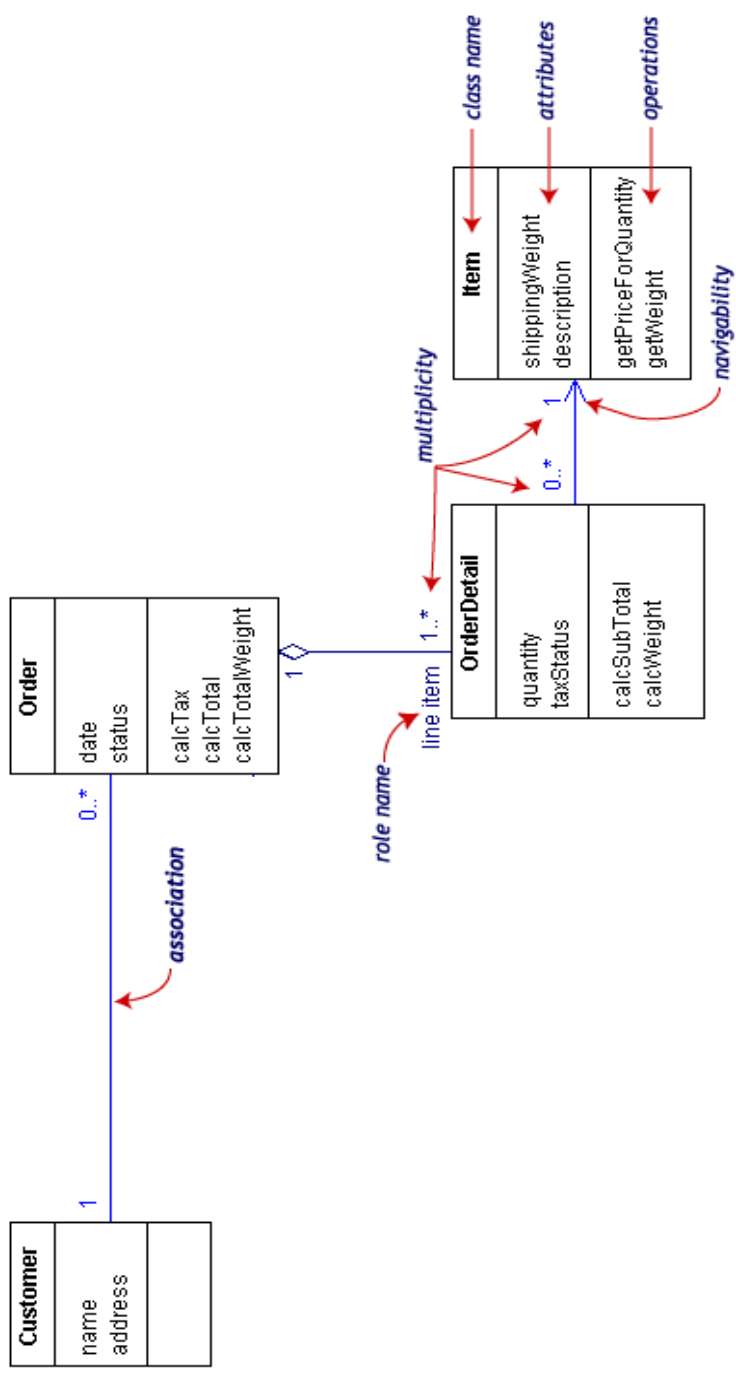 Customer
name
address
1
association
0..*
Order
date
status
calcTax
calcTotal
calcTotalWeight
1
role name
line item
1..*
multiplicity
OrderDetail
quantity
taxStatus
calcSubTotal
calcWeight
0..*
1
navigability
Item
shippingWeight
description
getPriceForQuantity
getWeight
class name
attributes
operations